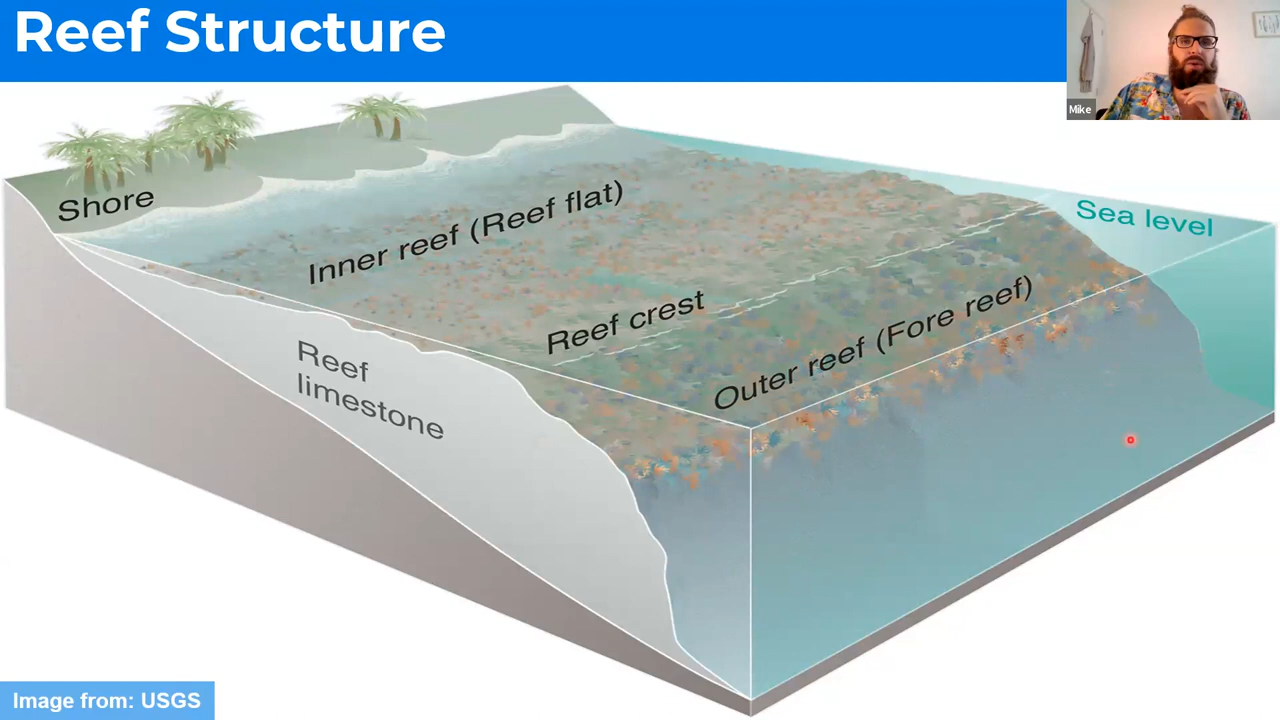 Reef Structure
Mike
Shore
Inner reef (Reef flat)
Sea level
Reef crest
Outer reef (Fore reef)
Reef
limestone
Image from: USGS